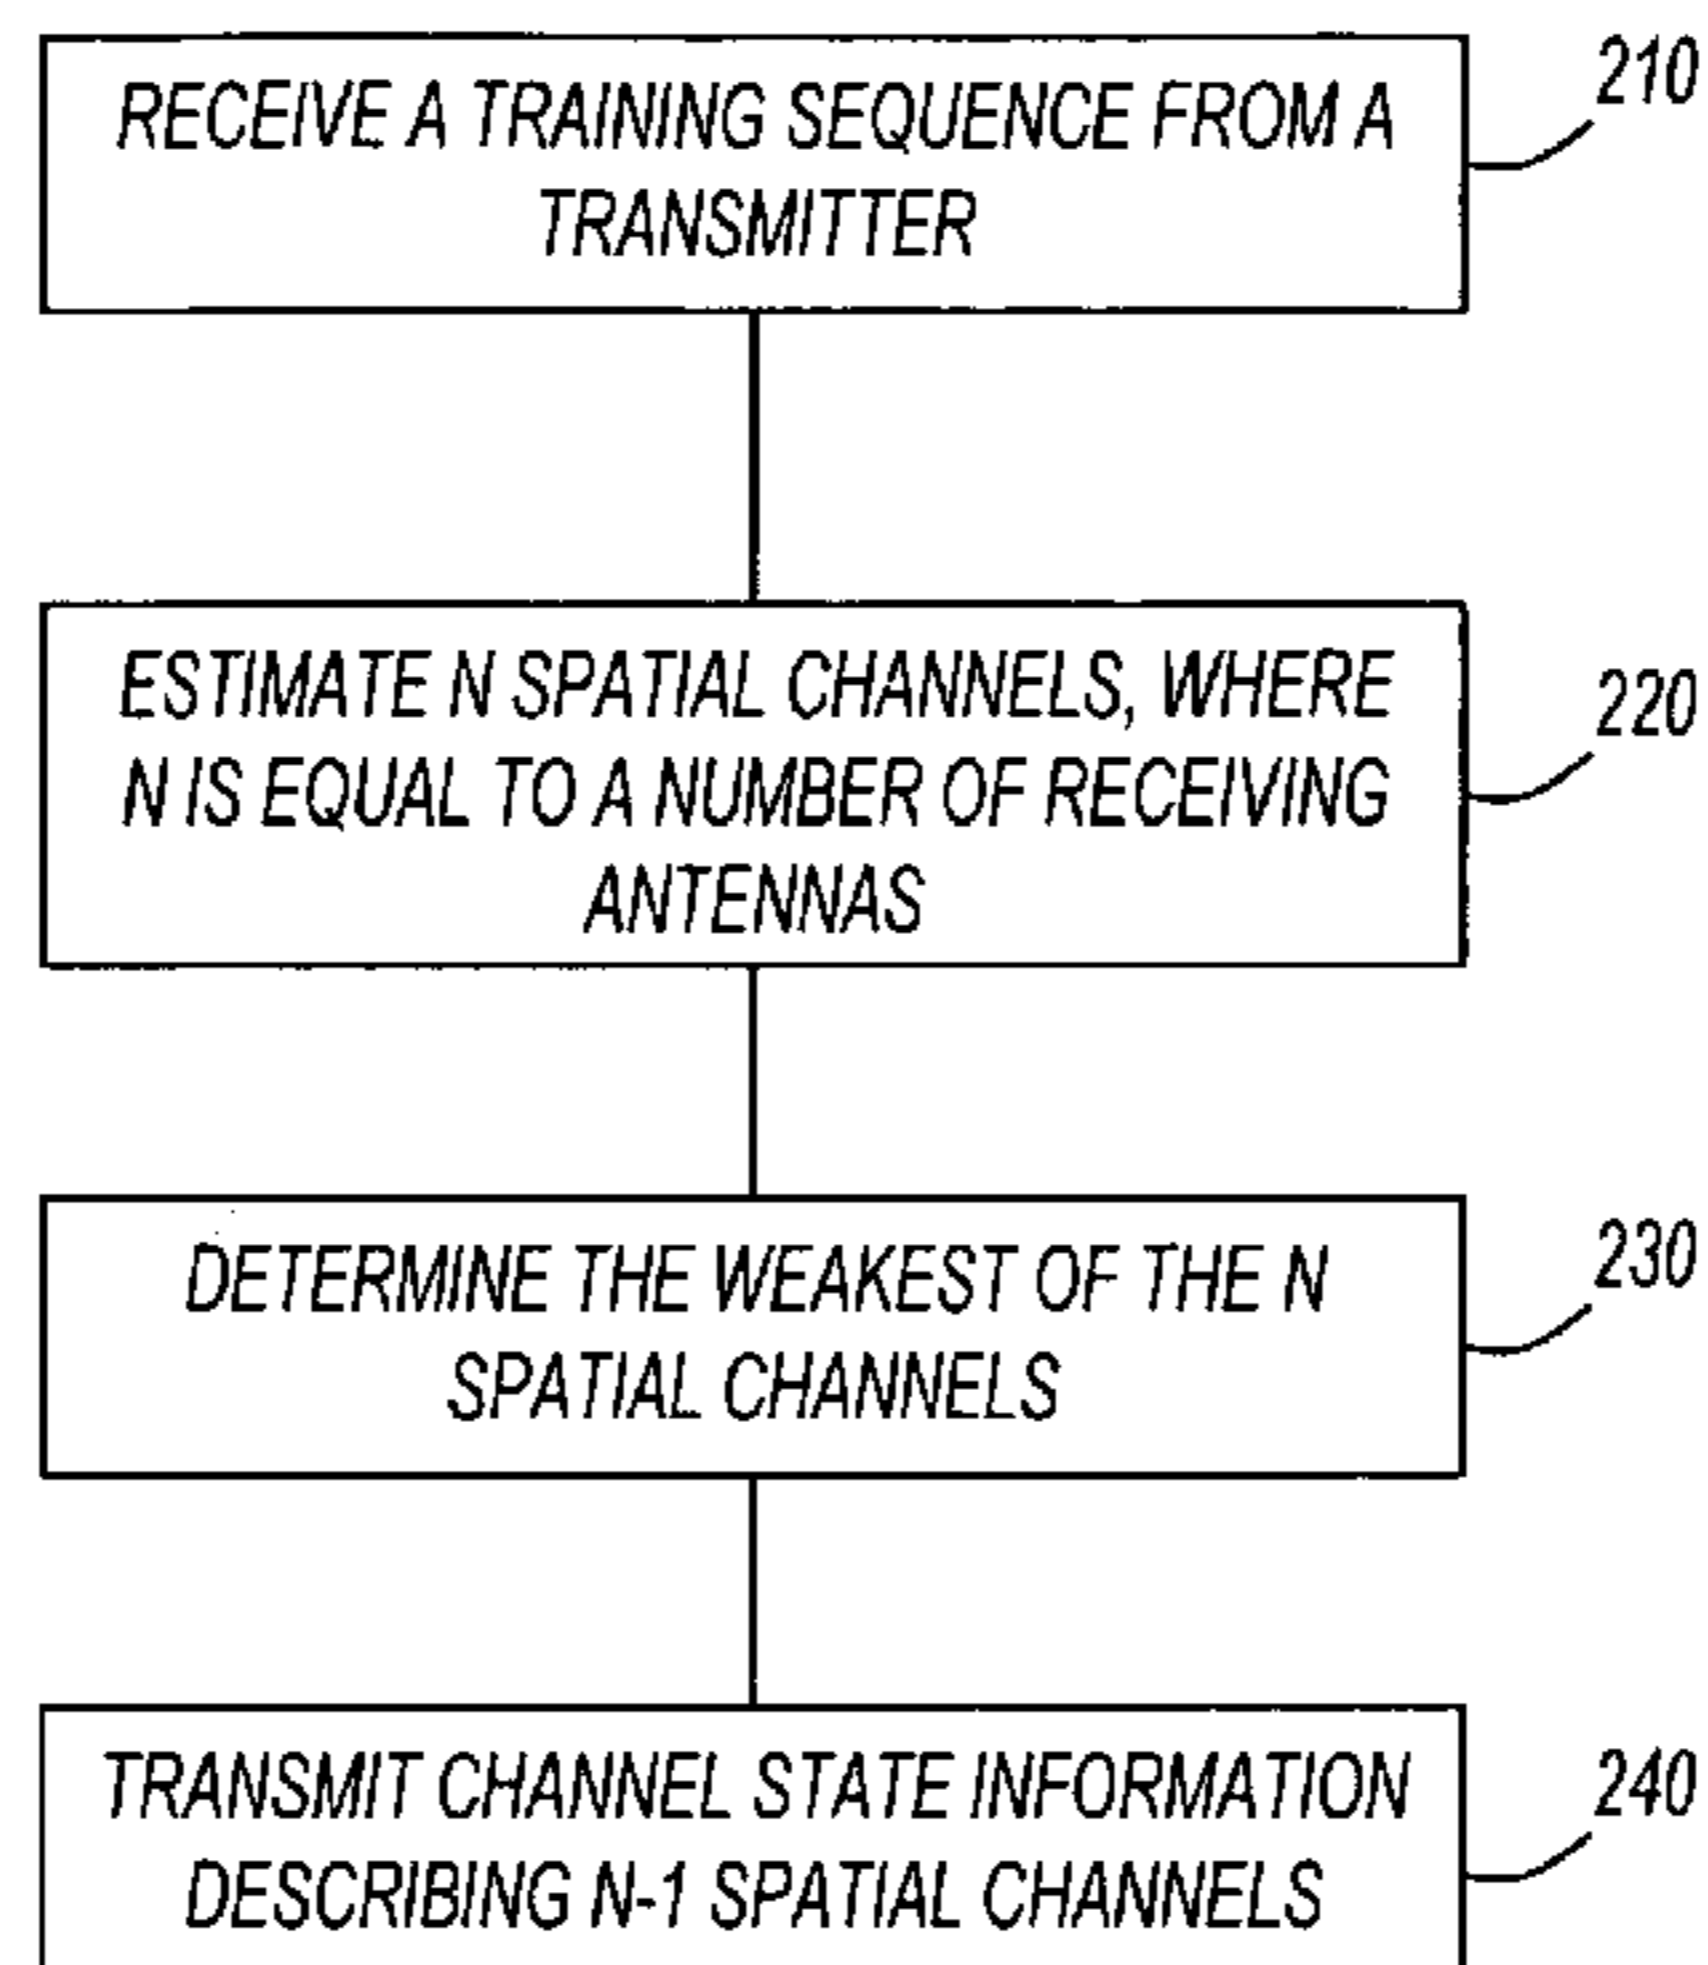 RECEIVE A TRAINING SEQUENCE FROM A
TRANSMITTER
210
ESTIMATE N SPATIAL CHANNELS, WHERE
N IS EQUAL TO A NUMBER OF RECEIVING
ANTENNAS
220
DETERMINE THE WEAKEST OF THE N
SPATIAL CHANNELS
230
TRANSMIT CHANNEL STATE INFORMATION
DESCRIBING N-1 SPATIAL CHANNELS
240